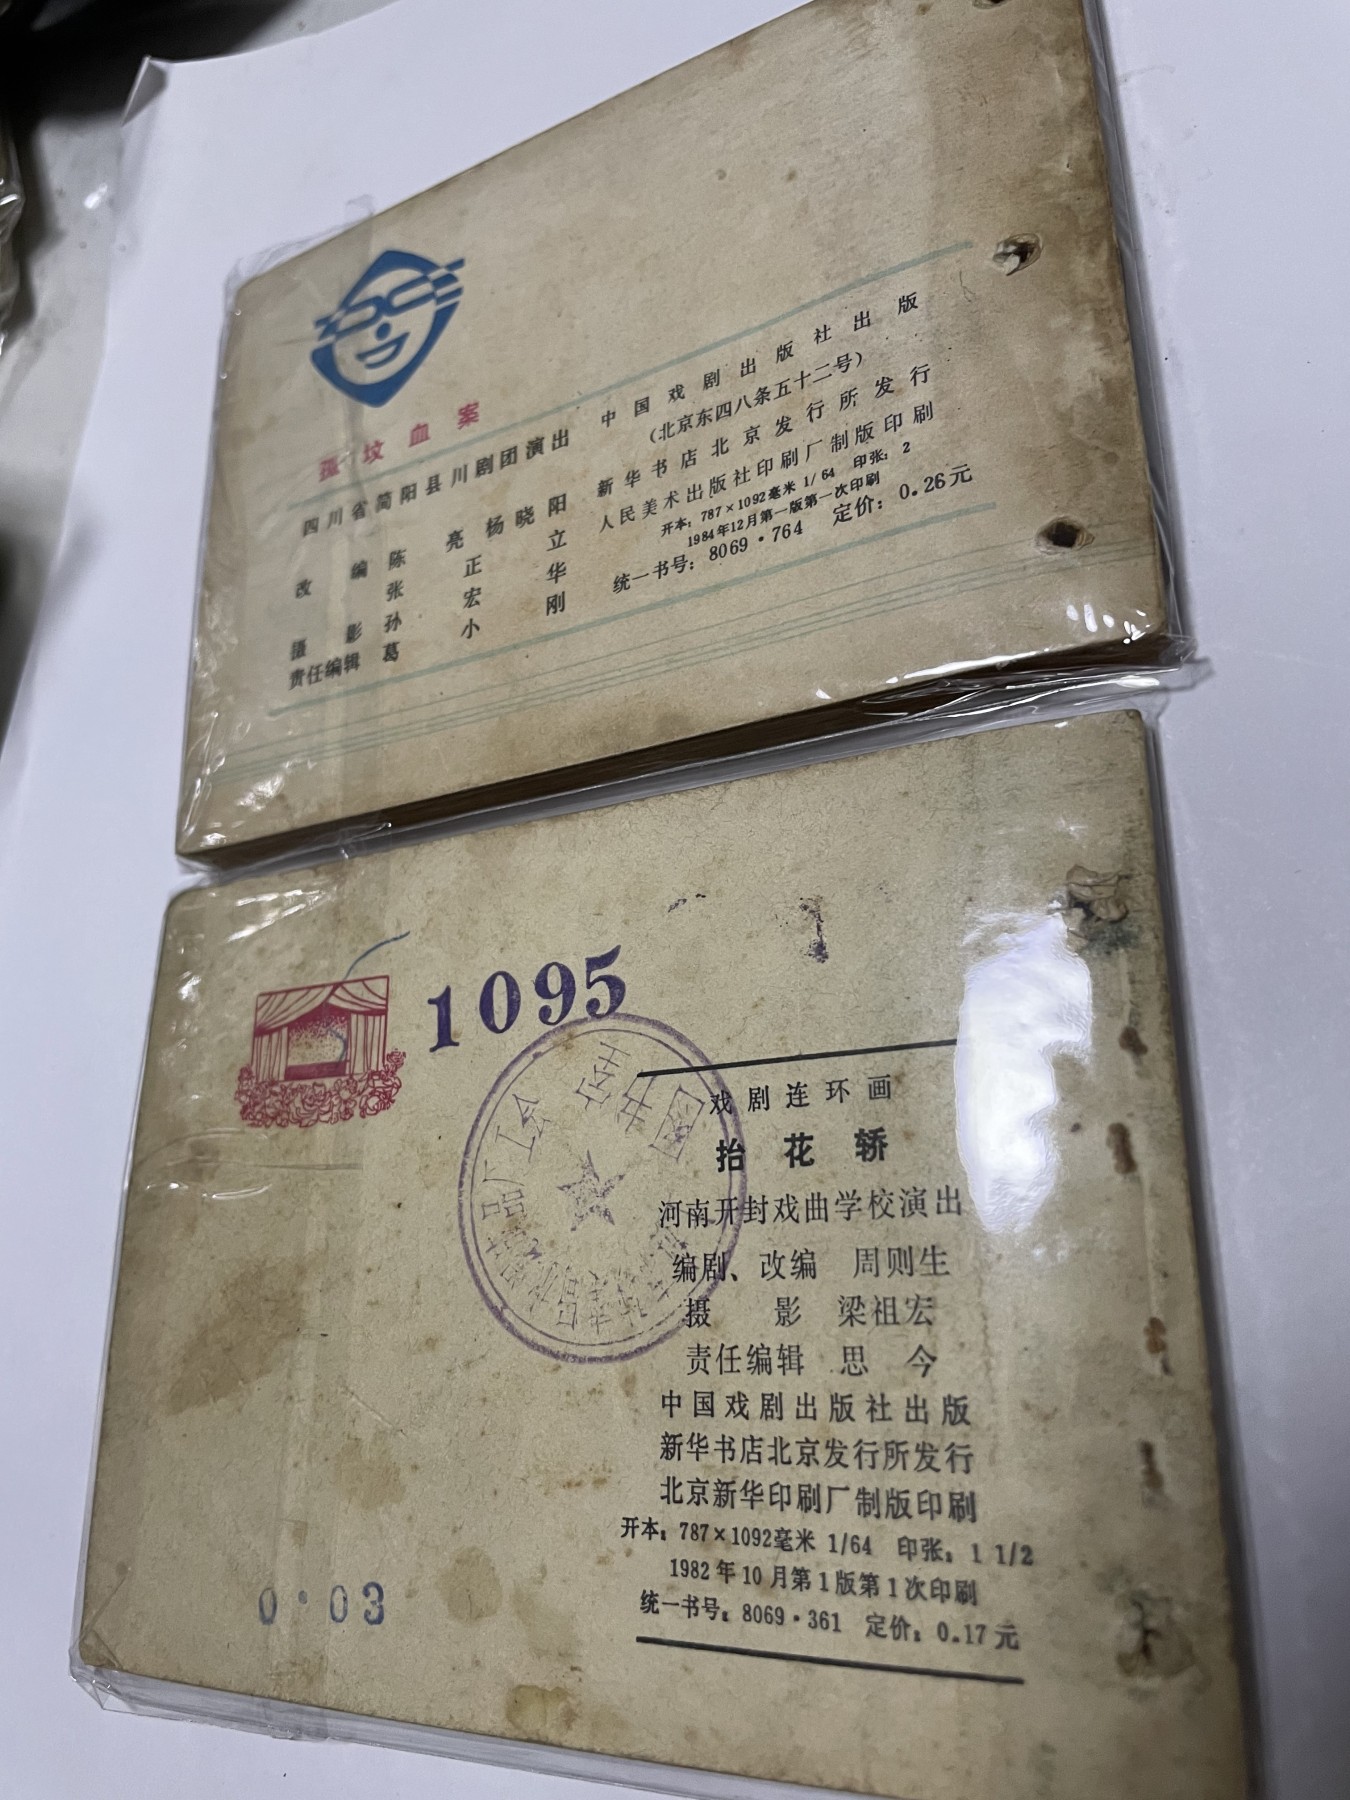 孤坟血案
四川省简阳县川剧团演出
改编 陈亮 杨晓阳
张正立
摄影 孙宏华
责任编辑 葛小刚
中国戏剧出版社出版
(北京东四八条五十二号)
新华书店北京发行所发行
人民美术出版社印刷厂制版印刷
开本:787×1092毫米 1/64 印张:2
1984年12月第一版第一次印刷
统一书号:8069·764 定价:0.26元
1095
图书室
戏剧连环画
抬花轿
河南开封戏曲学校演出
编剧、改编 周则生
摄影 梁祖宏
责任编辑 思今
中国戏剧出版社出版
新华书店北京发行所发行
北京新华印刷厂制版印刷
开本:787×1092毫米 1/64 印张:1 1/2
1982年10月第1版第1次印刷
统一书号:8069·361 定价:0.17元
0·03